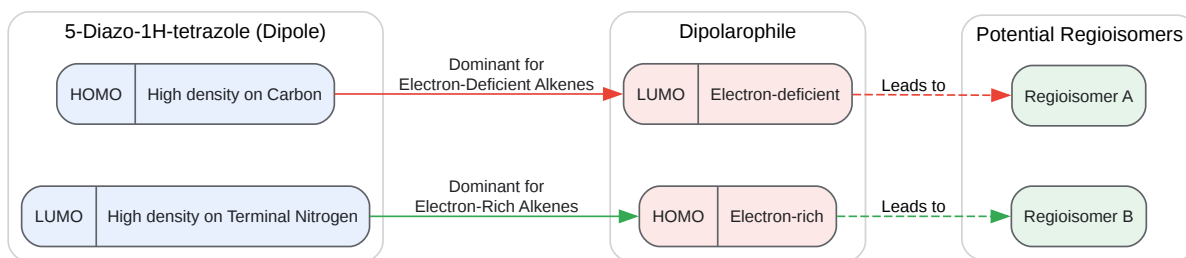 5-Diazo-1H-tetrazole (Dipole)
Dipolarophile
Potential Regioisomers
HOMO
High density on Carbon
Dominant for
Electron-Deficient Alkenes
LUMO
Electron-deficient
Leads to
Regioisomer A
LUMO
High density on Terminal Nitrogen
Dominant for
Electron-Rich Alkenes
HOMO
Electron-rich
Leads to
Regioisomer B